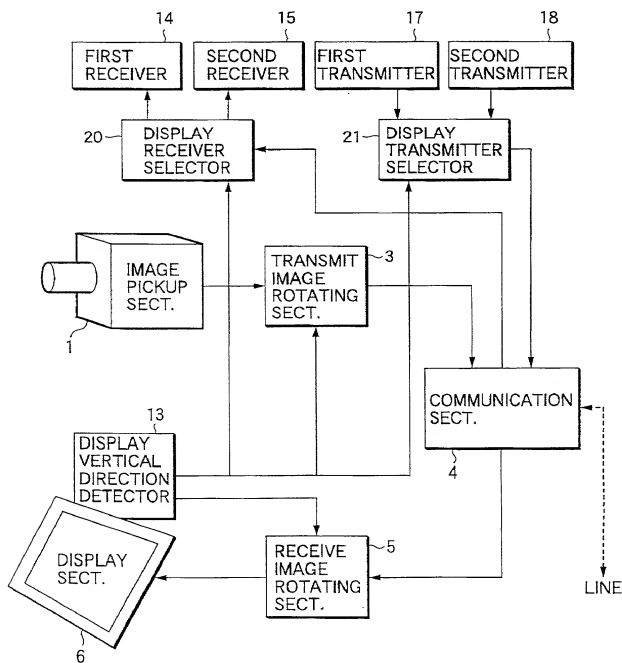 14
15
17
18
FIRST
RECEIVER
SECOND
RECEIVER
FIRST
TRANSMITTER
SECOND
TRANSMITTER
20
DISPLAY
RECEIVER
SELECTOR
21
DISPLAY
TRANSMITTER
SELECTOR
IMAGE
PICKUP
SECT.
1
3
TRANSMIT
IMAGE
ROTATING
SECT.
COMMUNICATION
SECT.
4
13
DISPLAY
VERTICAL
DIRECTION
DETECTOR
DISPLAY
SECT.
6
5
RECEIVE
IMAGE
ROTATING
SECT.
LINE